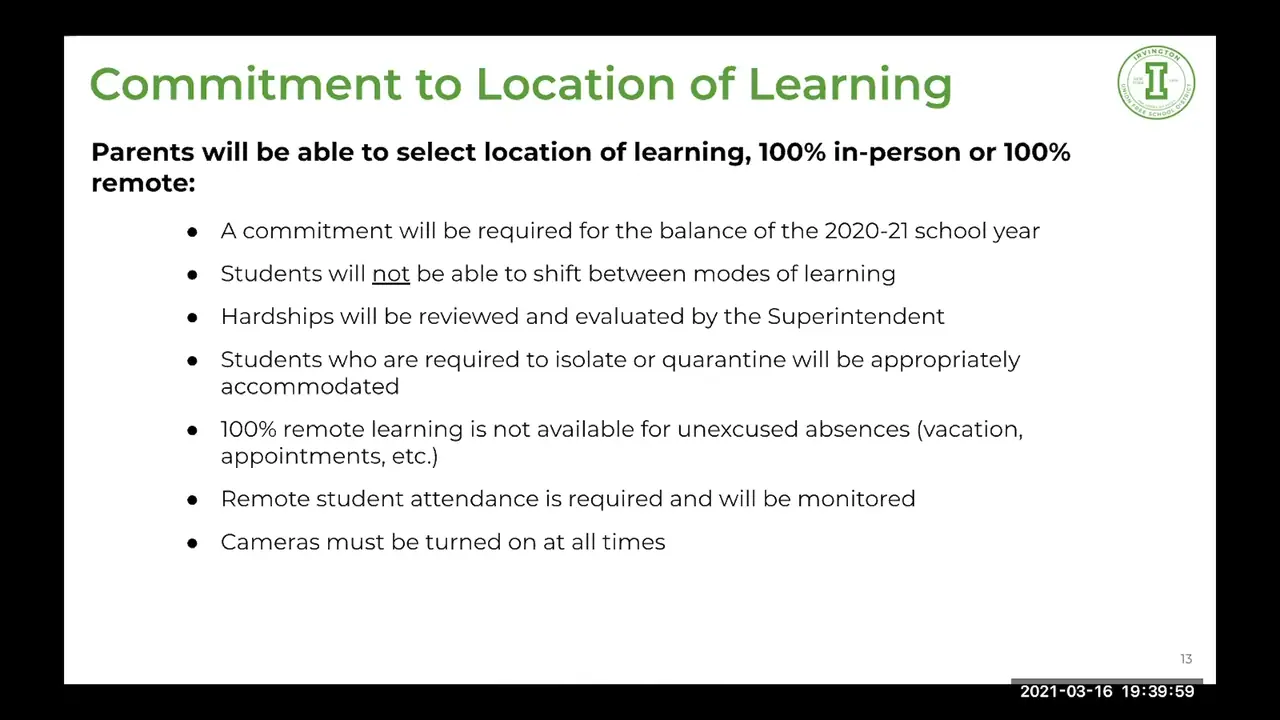 Commitment to Location of Learning
IRVINGTON
I
UNION FREE SCHOOL DISTRICT
Parents will be able to select location of learning, 100% in-person or 100%
remote:
● A commitment will be required for the balance of the 2020-21 school year
● Students will not be able to shift between modes of learning
● Hardships will be reviewed and evaluated by the Superintendent
● Students who are required to isolate or quarantine will be appropriately
accommodated
● 100% remote learning is not available for unexcused absences (vacation,
appointments, etc.)
● Remote student attendance is required and will be monitored
● Cameras must be turned on at all times
13
2021-03-16 19:39:59